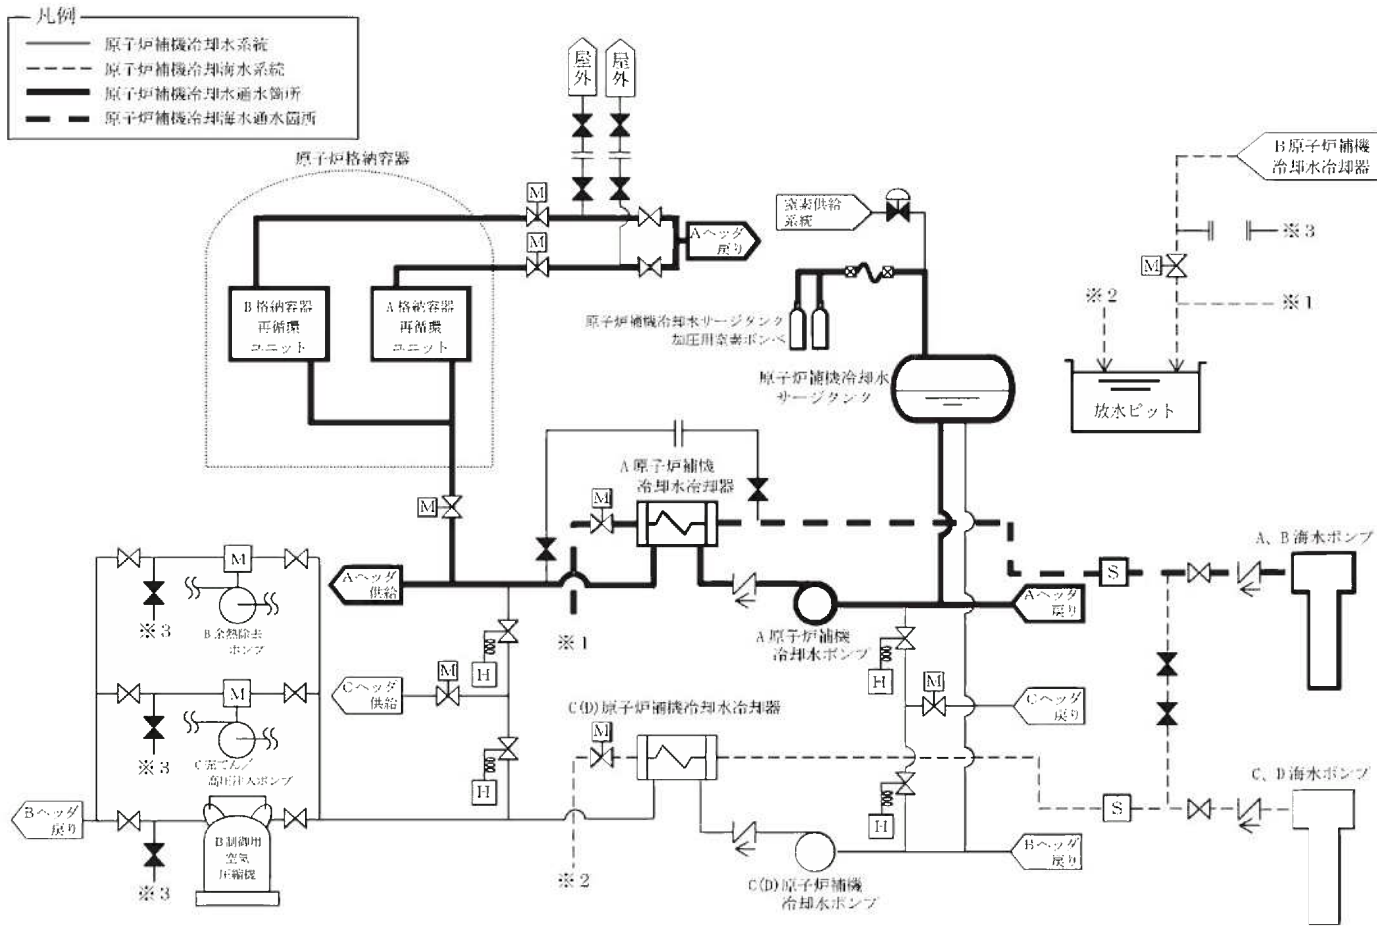 凡例
原子炉補機冷却水系統
原子炉補機冷却海水系統
原子炉補機冷却水通水箇所
原子炉補機冷却海水通水箇所
屋外
屋外
原子炉格納容器
M
M
Aヘッダ
戻り
B格納容器
再循環
ユニット
A格納容器
再循環
ユニット
窒素供給
系統
原子炉補機冷却水サージタンク
加圧用窒素ボンベ
原子炉補機冷却水
サージタンク
B原子炉補機
冷却水冷却器
※3
M
※2
※1
放水ピット
M
A原子炉補機
冷却水冷却器
M
A、B海水ポンプ
S
Aヘッダ
供給
※1
A原子炉補機
冷却水ポンプ
Aヘッダ
戻り
M
※3
B余熱除去
ポンプ
H
H
M
Cヘッダ
供給
M
Cヘッダ
戻り
M
※3
C充てん/
高圧注入ポンプ
C(D)原子炉補機冷却水冷却器
M
H
H
C、D海水ポンプ
S
Bヘッダ
戻り
B制御用
空気
圧縮機
※3
※2
C(D)原子炉補機
冷却水ポンプ
Bヘッダ
戻り